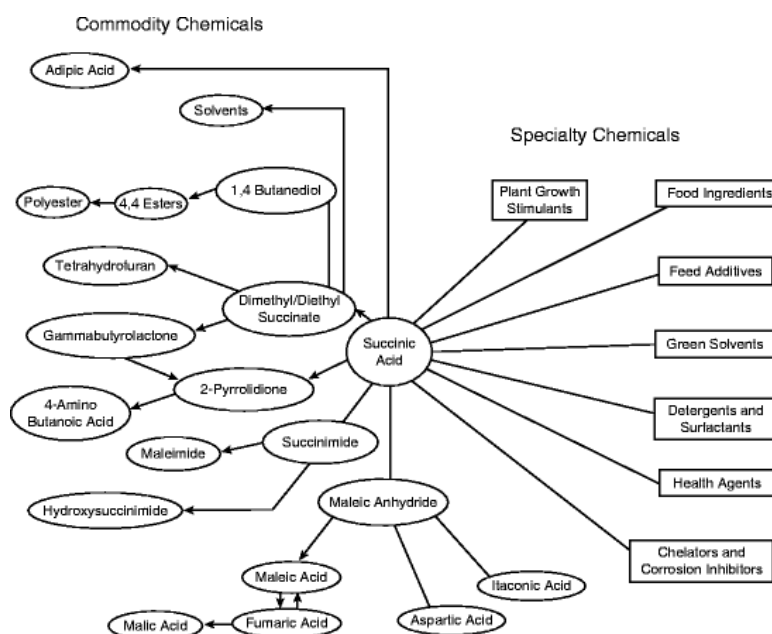 Commodity Chemicals
Adipic Acid
Solvents
Specialty Chemicals
Plant Growth
Stimulants
Food Ingredients
1,4 Butanediol
4,4 Esters
Polyester
Tetrahydrofuran
Feed Additives
Dimethyl/Diethyl
Succinate
Gammabutyrolactone
Succinic
Acid
Green Solvents
2-Pyrrolidione
4-Amino
Butanoic Acid
Detergents and
Surfactants
Succinimide
Maleimide
Health Agents
Hydroxysuccinimide
Maleic Anhydride
Chelators and
Corrosion Inhibitors
Maleic Acid
Itaconic Acid
Malic Acid
Fumaric Acid
Aspartic Acid